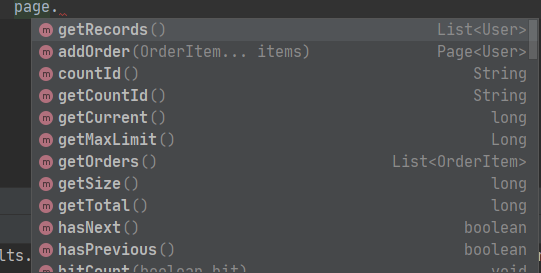 page.
getRecords() List<User>
addOrder(OrderItem... items) Page<User>
countId() String
getCountId() String
getCurrent() long
getMaxLimit() Long
getOrders() List<OrderItem>
getSize() long
getTotal() long
hasNext() boolean
lts. hasPrevious() boolean
hitCount(boolean hit) void